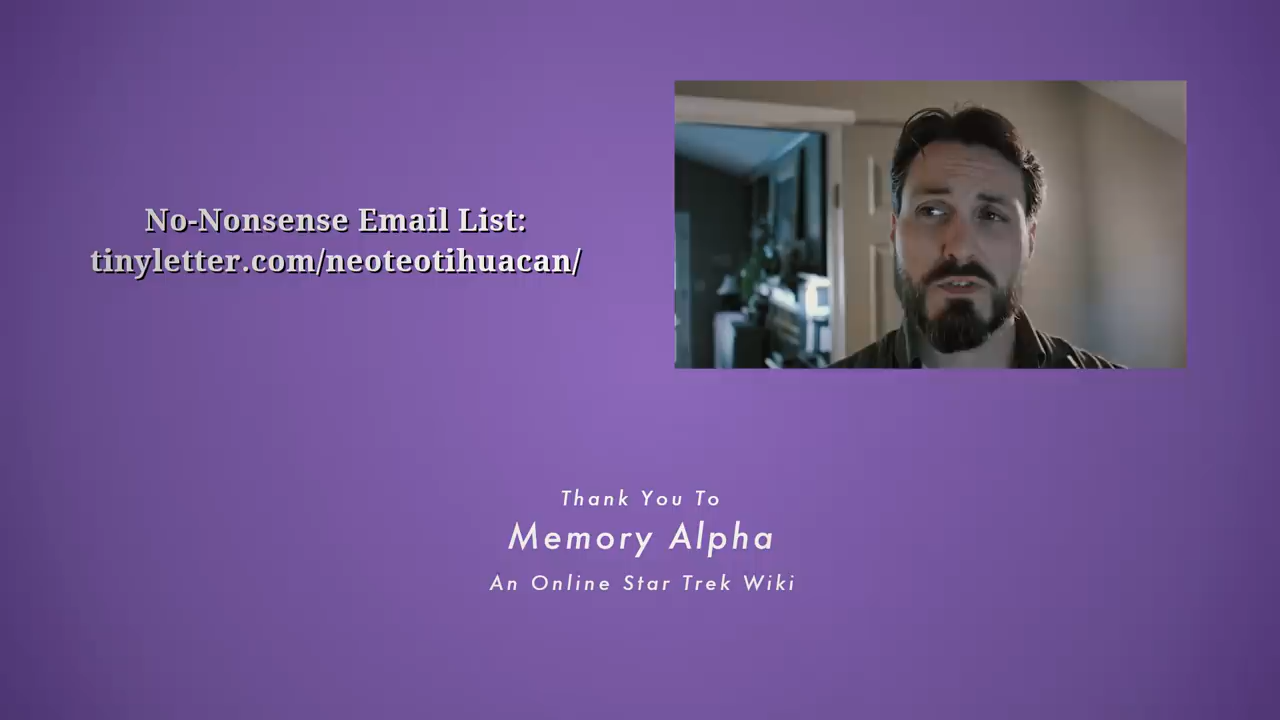 No-Nonsense Email List:
tinyletter.com/neoteotihuacan/
Thank You To
Memory Alpha
An Online Star Trek Wiki